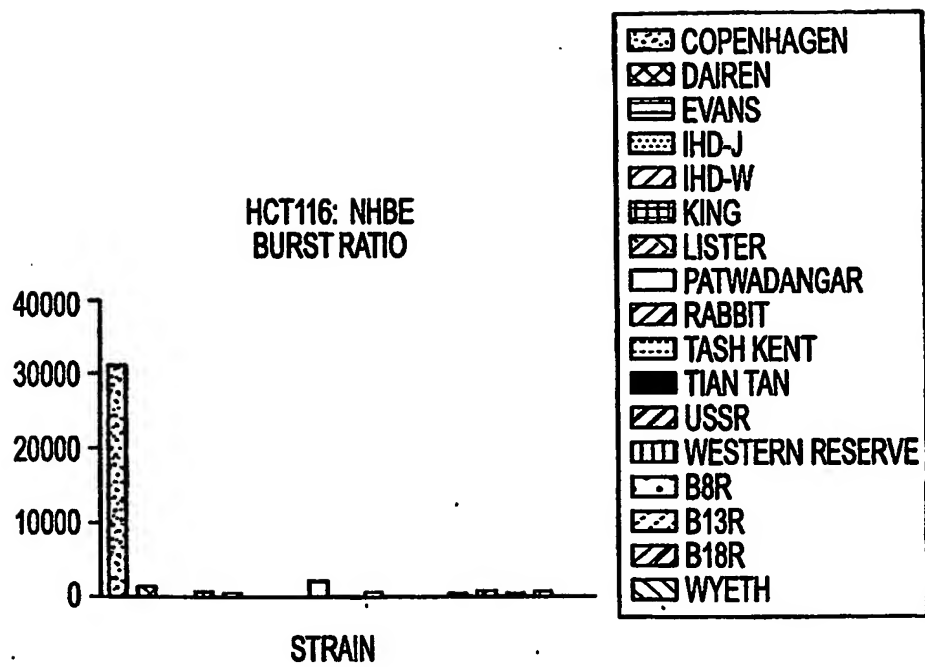 HCT116: NHBE
BURST RATIO
40000
30000
20000
10000
0
STRAIN
COPENHAGEN
DAIREN
EVANS
IHD-J
IHD-W
KING
LISTER
PATWADANGAR
RABBIT
TASH KENT
TIAN TAN
USSR
WESTERN RESERVE
B8R
B13R
B18R
WYETH